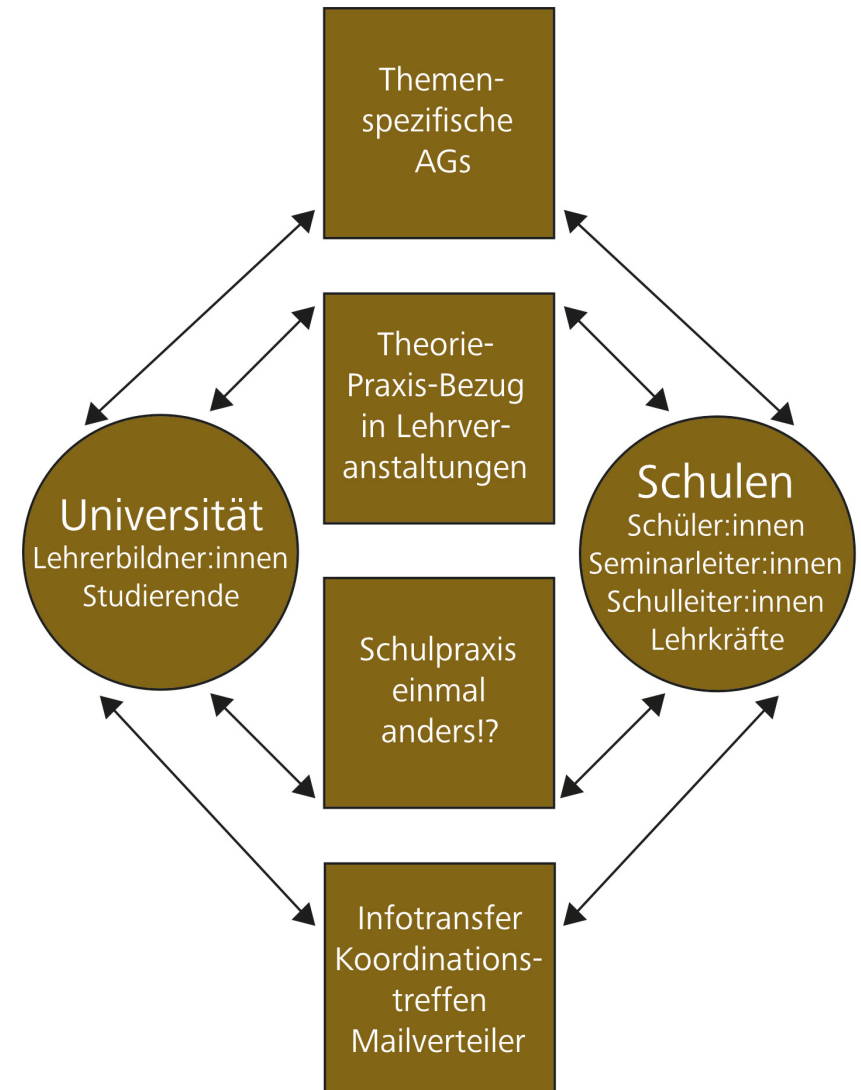 Themen-
spezifische
AGs
Theorie-
Praxis-Bezug
in Lehrver-
anstaltungen
Universität
Lehrerbildner:innen
Studierende
Schulen
Schüler:innen
Seminarleiter:innen
Schulleiter:innen
Lehrkräfte
Schulpraxis
einmal
anders!?
Infotransfer
Koordinations-
treffen
Mailverteiler